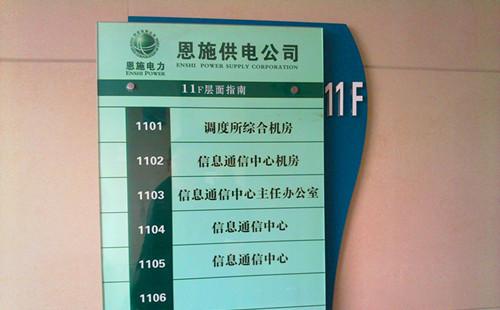 恩施电力
ENSHI POWER
恩施供电公司
ENSHI POWER SUPPLY CORPORATION
11F层面指南
11F
1101 调度所综合机房
1102 信息通信中心机房
1103 信息通信中心主任办公室
1104 信息通信中心
1105 信息通信中心
1106